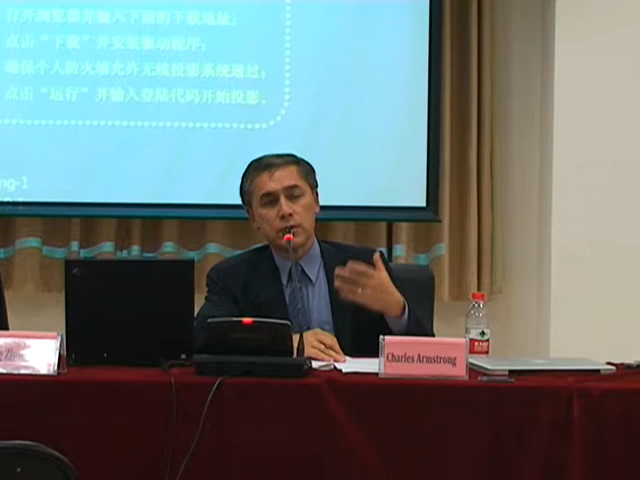 打开浏览器并输入下面的下载地址；
点击“下载”并安装驱动程序；
确保个人防火墙允许无线投影系统通过；
点击“运行”并输入登陆代码开始投影.
ng-1
Charles Armstrong